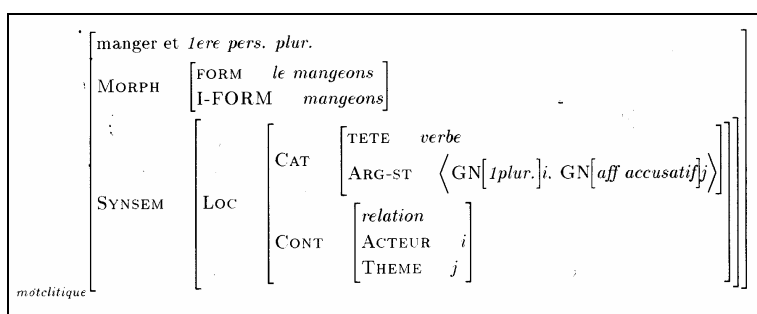 manger et 1ere pers. plur.
MORPH
FORM le mangeons
I-FORM mangeons
SYNSEM
LOC
CAT
TETE verbe
ARG-ST ⟨GN[1plur.]i. GN[aff accusatif]j⟩
CONT
relation
ACTEUR i
THEME j
motclitique